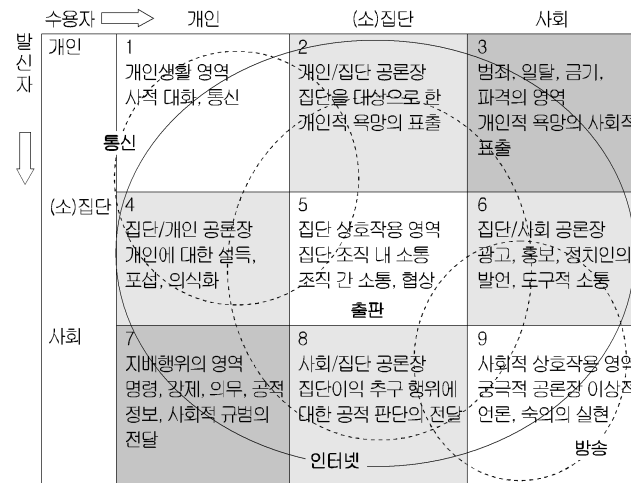 수용자
개인
(소)집단
사회
발신자
개인
1
개인생활 영역
사적 대화, 통신
2
개인/집단 공론장
집단을 대상으로 한
개인적 욕망의 표출
3
범죄, 일탈, 금기,
파격의 영역
개인적 욕망의 사회적
표출
통신
(소)집단
4
집단/개인 공론장
개인에 대한 설득,
포섭, 의식화
5
집단 상호작용 영역
집단 조직 내 소통
조직 간 소통, 협상
출판
6
집단/사회 공론장
광고, 홍보, 정치인의
발언, 도구적 소통
사회
7
지배행위의 영역
명령, 강제, 의무, 공적
정보, 사회적 규범의
전달
8
사회/집단 공론장
집단이익 추구 행위에
대한 공적 판단의 전달
인터넷
9
사회적 상호작용 영역
궁극적 공론장 이상적
언론, 숙의의 실현
방송